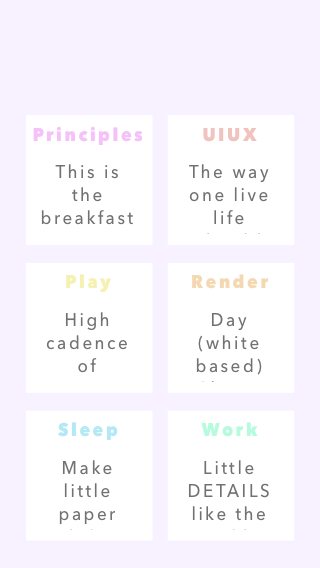 Principles
This is
the
breakfast
UIUX
The way
one live
life
Play
High
cadence
of
Render
Day
(white
based)
Sleep
Make
little
paper
Work
Little
DETAILS
like the